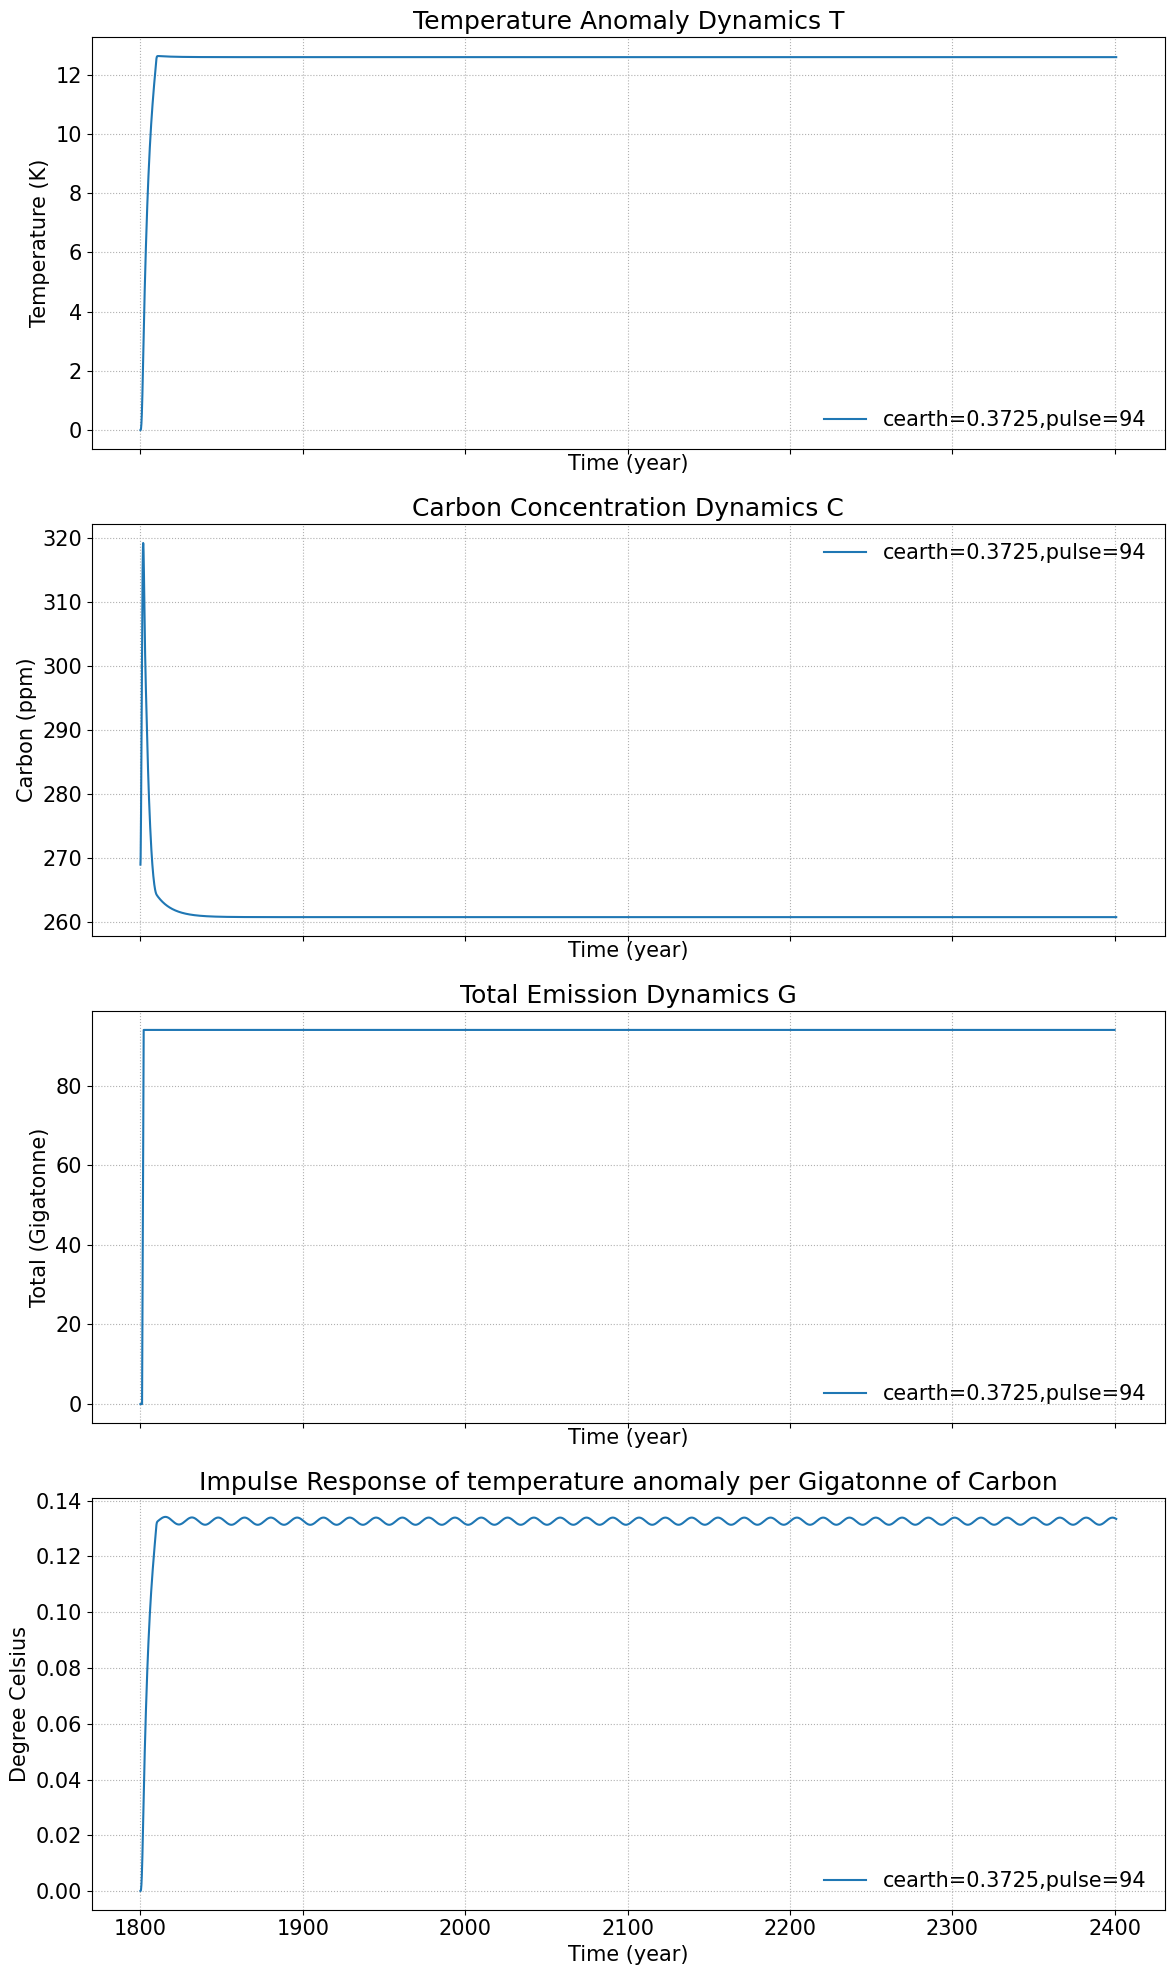 Temperature Anomaly Dynamics T
12
10
8
6
4
2
0
Temperature (K)
cearth=0.3725,pulse=94
Time (year)
Carbon Concentration Dynamics C
320
310
300
290
280
270
260
Carbon (ppm)
cearth=0.3725,pulse=94
Time (year)
Total Emission Dynamics G
80
60
40
20
0
Total (Gigatonne)
cearth=0.3725,pulse=94
Time (year)
Impulse Response of temperature anomaly per Gigatonne of Carbon
0.14
0.12
0.10
0.08
0.06
0.04
0.02
0.00
Degree Celsius
cearth=0.3725,pulse=94
1800 1900 2000 2100 2200 2300 2400
Time (year)